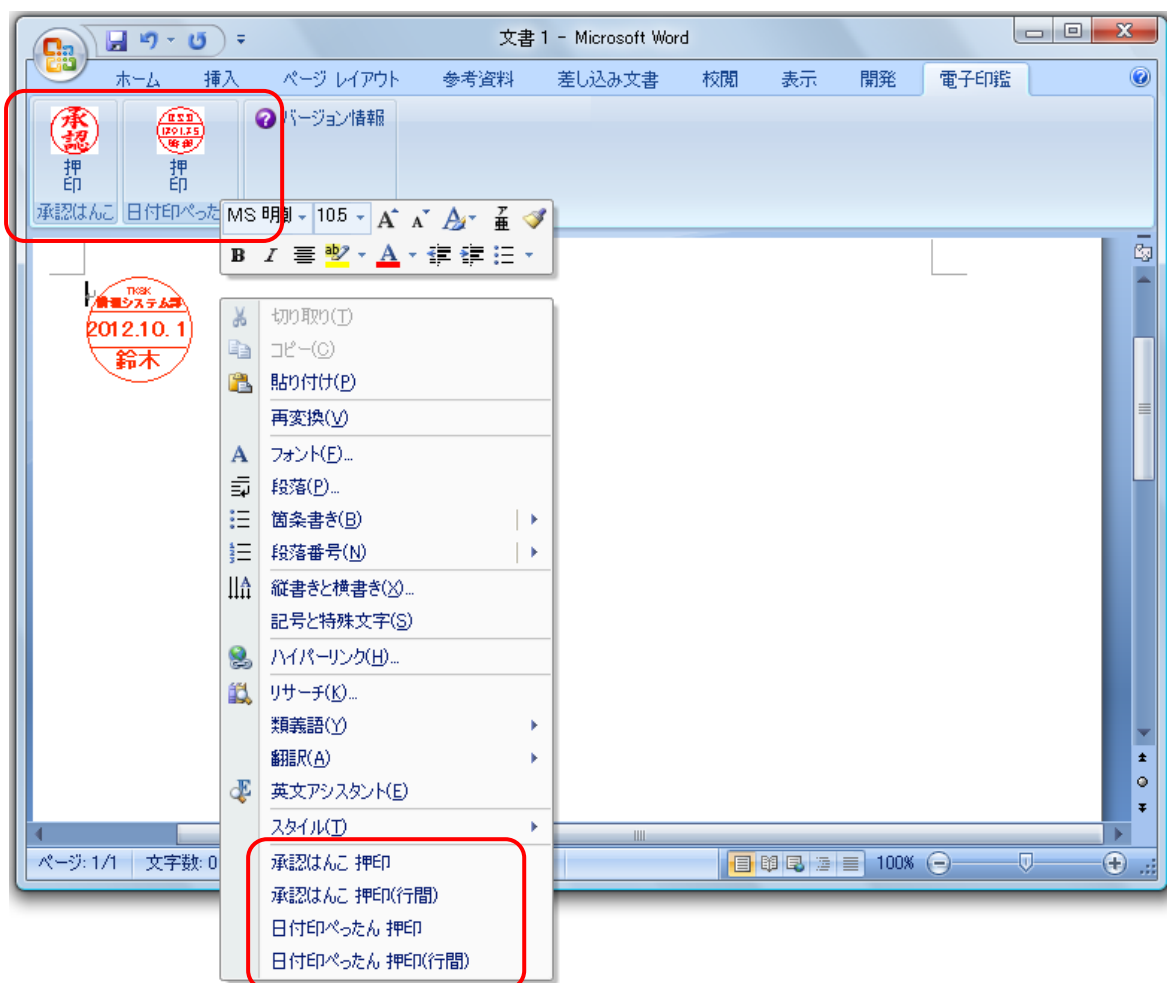 文書 1 - Microsoft Word
ホーム 挿入 ページ レイアウト 参考資料 差し込み文書 校閲 表示 開発 電子印鑑
承認
押印
承認はんこ
押印
日付印ぺった
バージョン情報
MS 明朝 10.5
B I
TKSK
情報システム部
2012.10. 1
鈴木
切り取り(T)
コピー(C)
貼り付け(P)
再変換(V)
フォント(F)...
段落(P)...
箇条書き(B)
段落番号(N)
縦書きと横書き(X)...
記号と特殊文字(S)
ハイパーリンク(H)...
リサーチ(K)...
類義語(Y)
翻訳(A)
英文アシスタント(E)
スタイル(T)
承認はんこ 押印
承認はんこ 押印(行間)
日付印ぺったん 押印
日付印ぺったん 押印(行間)
ページ: 1/1 文字数: 0 100%